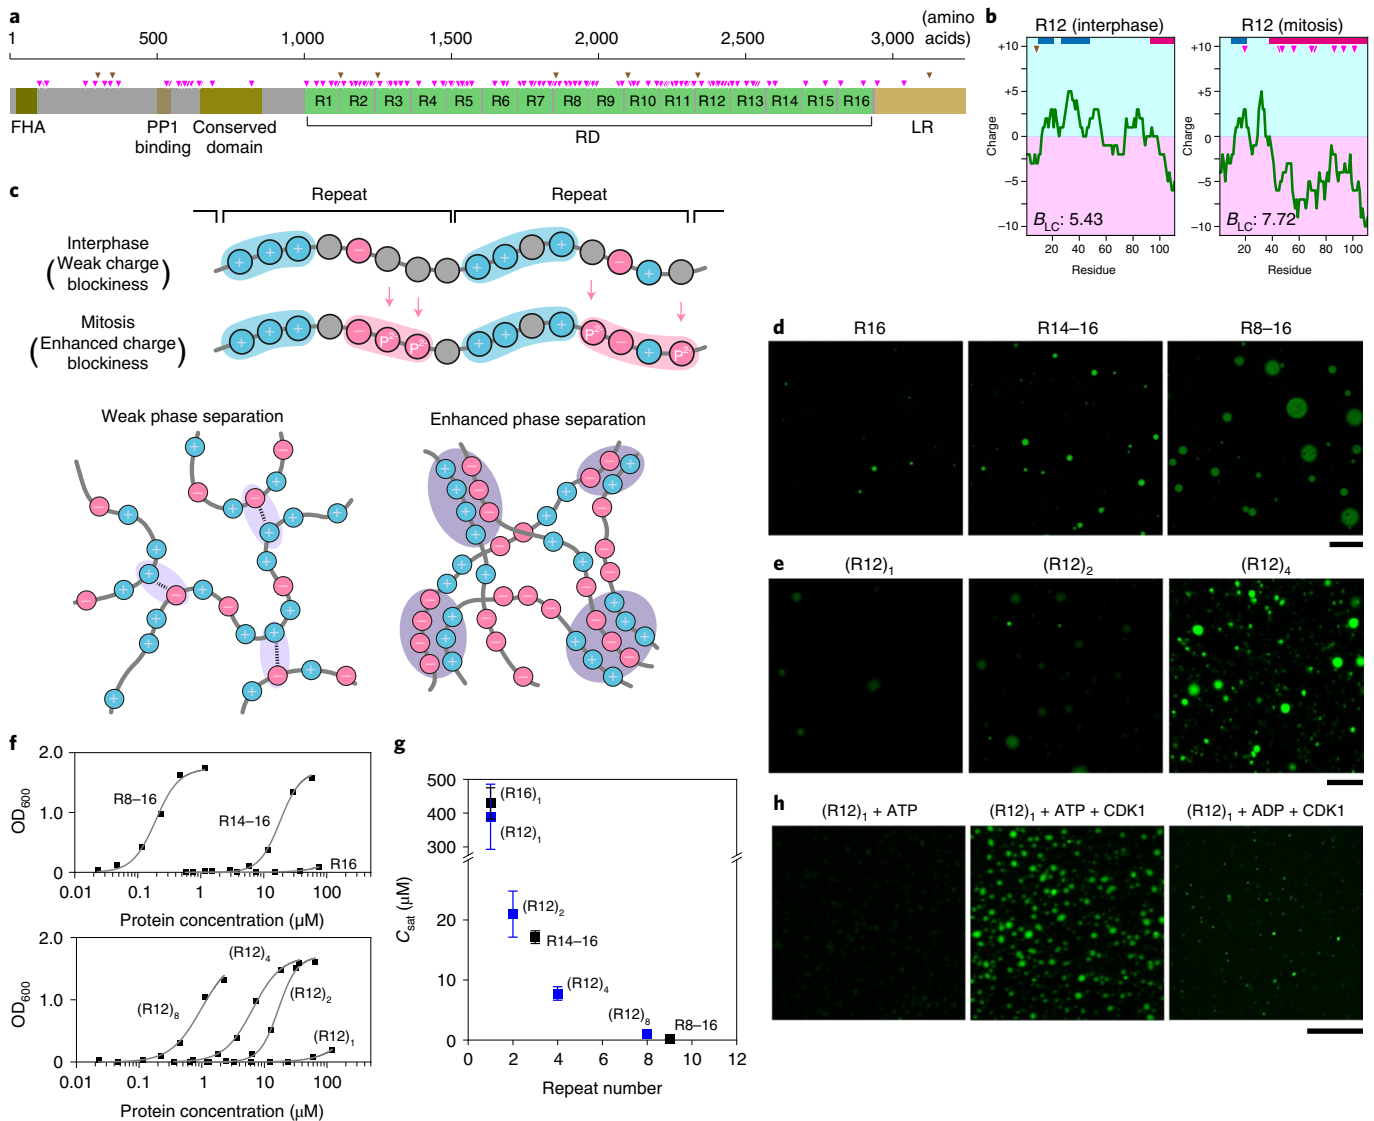 a
(amino acids)
1 500 1,000 1,500 2,000 2,500 3,000
R1 R2 R3 R4 R5 R6 R7 R8 R9 R10 R11 R12 R13 R14 R15 R16
FHA PP1 binding Conserved domain RD LR
b
R12 (interphase) R12 (mitosis)
+10 +5 0 −5 −10
Charge
B_LC: 5.43
10 20 40 60 80 100
Residue
+10 +5 0 −5 −10
Charge
B_LC: 7.72
20 40 60 80 100
Residue
c
Repeat Repeat
Interphase
(Weak charge blockiness)
+ + + − + + + − +
Mitosis
(Enhanced charge blockiness)
+ + + − P2- P2- + + + P2- − + P2-
Weak phase separation Enhanced phase separation
d
R16 R14–16 R8–16
e
(R12)1 (R12)2 (R12)4
f
2.0 1.0 0
OD600
R8–16 R14–16 R16
0.01 0.1 1 10 100
Protein concentration (μM)
2.0 1.0 0
OD600
(R12)8 (R12)4 (R12)2 (R12)1
0.01 0.1 1 10 100
Protein concentration (μM)
g
500 400 300 20 10 0
Csat (μM)
(R16)1
(R12)1
(R12)2
R14–16
(R12)4
(R12)8
R8–16
0 2 4 6 8 10 12
Repeat number
h
(R12)1 + ATP (R12)1 + ATP + CDK1 (R12)1 + ADP + CDK1